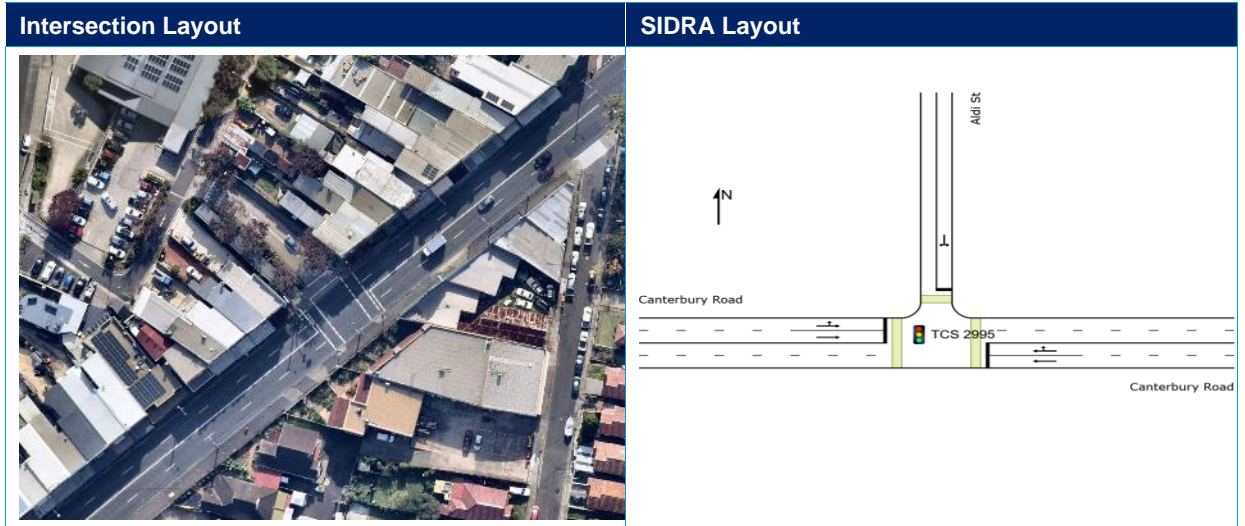 Intersection Layout
SIDRA Layout
Aldi St
N
Canterbury Road
TCS 2995
Canterbury Road